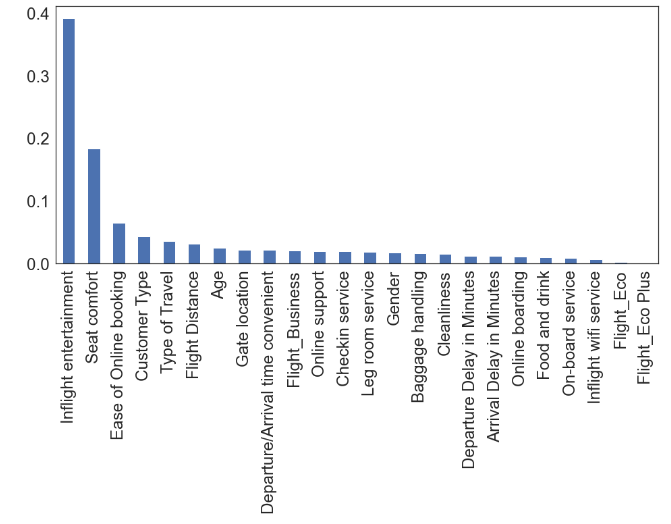 0.4
0.3
0.2
0.1
0.0
Inflight entertainment
Seat comfort
Ease of Online booking
Customer Type
Type of Travel
Flight Distance
Age
Gate location
Departure/Arrival time convenient
Flight_Business
Online support
Checkin service
Leg room service
Gender
Baggage handling
Cleanliness
Departure Delay in Minutes
Arrival Delay in Minutes
Online boarding
Food and drink
On-board service
Inflight wifi service
Flight_Eco
Flight_Eco Plus